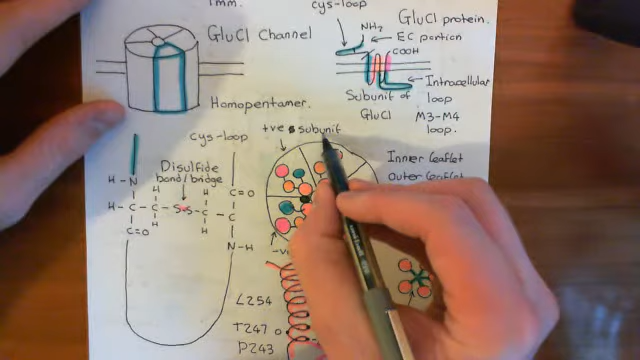 1mm.
cys-loop
GluCl protein.
NH2
GluCl Channel
EC portion
COOH
Intracellular
loop
M3-M4
loop.
Subunit of
GluCl
Homopentamer.
cys-loop
+ve subunit
Inner leaflet
Outer leaflet
Disulfide
bond/bridge
H-N
H H C=O
H-C-C-S-S-C-C
H H
C=O
N-H
-v
L254
T247
P243